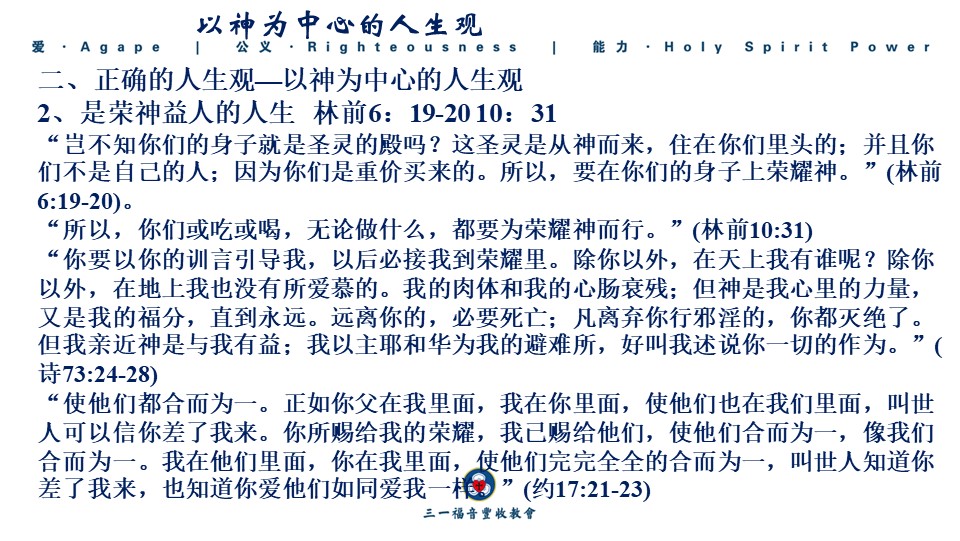 以神为中心的人生观
爱 · Agape | 公义 · Righteousness | 能力 · Holy Spirit Power
二、正确的人生观—以神为中心的人生观
2、是荣神益人的人生 林前6：19-20 10：31
“岂不知你们的身子就是圣灵的殿吗？这圣灵是从神而来，住在你们里头的；并且你
们不是自己的人；因为你们是重价买来的。所以，要在你们的身子上荣耀神。”(林前
6:19-20)。
“所以，你们或吃或喝，无论做什么，都要为荣耀神而行。”(林前10:31)
“你要以你的训言引导我，以后必接我到荣耀里。除你以外，在天上我有谁呢？除你
以外，在地上我也没有所爱慕的。我的肉体和我的心肠衰残；但神是我心里的力量，
又是我的福分，直到永远。远离你的，必要死亡；凡离弃你行邪淫的，你都灭绝了。
但我亲近神是与我有益；我以主耶和华为我的避难所，好叫我述说你一切的作为。”(
诗73:24-28)
“使他们都合而为一。正如你父在我里面，我在你里面，使他们也在我们里面，叫世
人可以信你差了我来。你所赐给我的荣耀，我已赐给他们，使他们合而为一，像我们
合而为一。我在他们里面，你在我里面，使他们完完全全的合而为一，叫世人知道你
差了我来，也知道你爱他们如同爱我一样。”(约17:21-23)
三一福音豐收教會